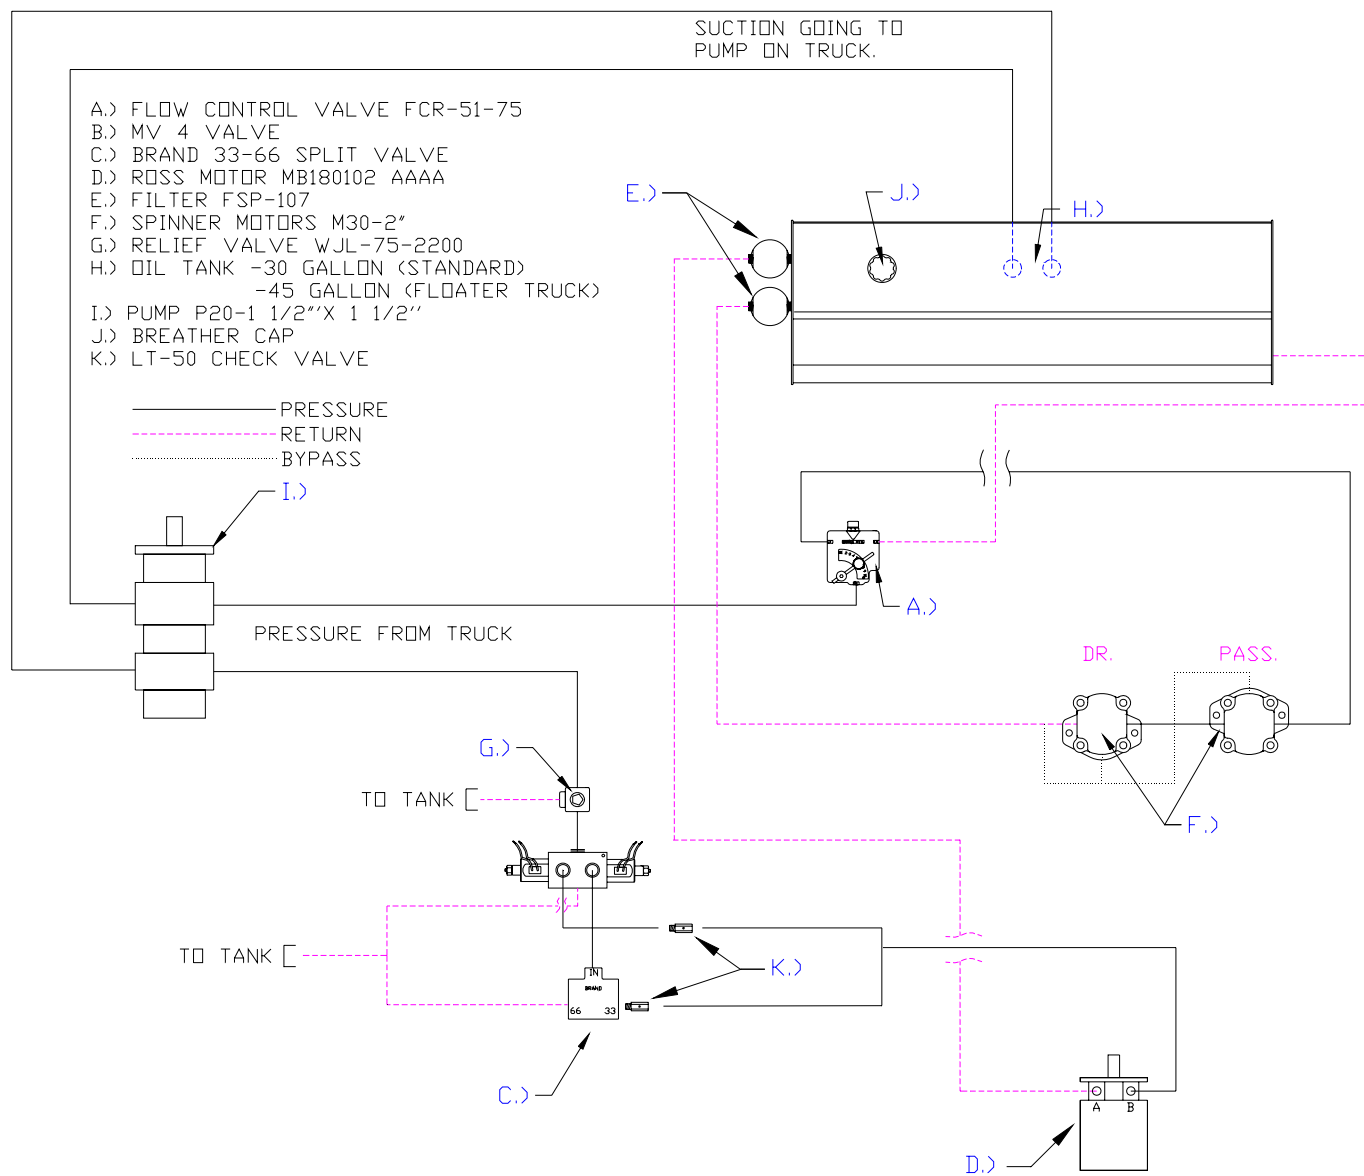 SUCTION GOING TO
PUMP ON TRUCK.
A.) FLOW CONTROL VALVE FCR-51-75
B.) MV 4 VALVE
C.) BRAND 33-66 SPLIT VALVE
D.) ROSS MOTOR MB180102 AAAA
E.) FILTER FSP-107
F.) SPINNER MOTORS M30-2"
G.) RELIEF VALVE WJL-75-2200
H.) OIL TANK -30 GALLON (STANDARD)
-45 GALLON (FLOATER TRUCK)
I.) PUMP P20-1 1/2"'X 1 1/2''
J.) BREATHER CAP
K.) LT-50 CHECK VALVE
E.)
J.)
H.)
PRESSURE
RETURN
BYPASS
I.)
A.)
PRESSURE FROM TRUCK
DR.
PASS.
G.)
TO TANK
F.)
TO TANK
K.)
IN
BRAND
66 33
C.)
A B
D.)